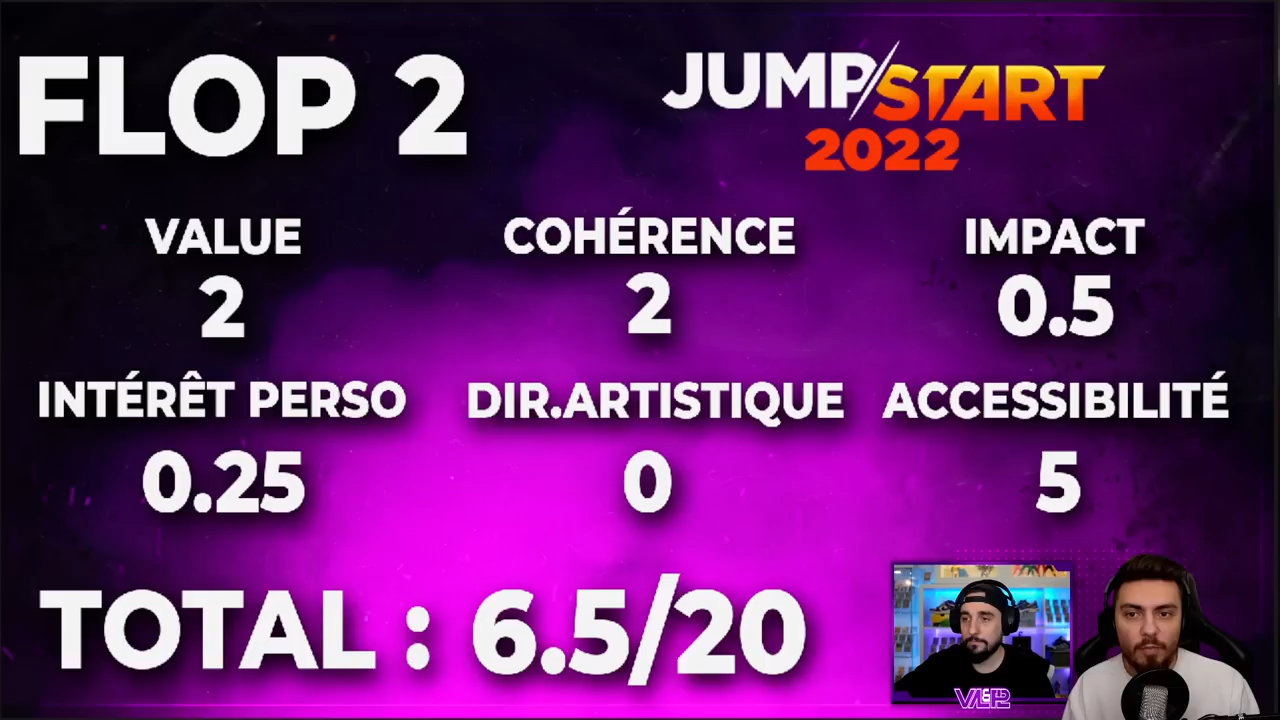 FLOP 2
JUMP/START
2022
VALUE
2
COHÉRENCE
2
IMPACT
0.5
INTÉRÊT PERSO
0.25
DIR.ARTISTIQUE
0
ACCESSIBILITÉ
5
TOTAL : 6.5/20